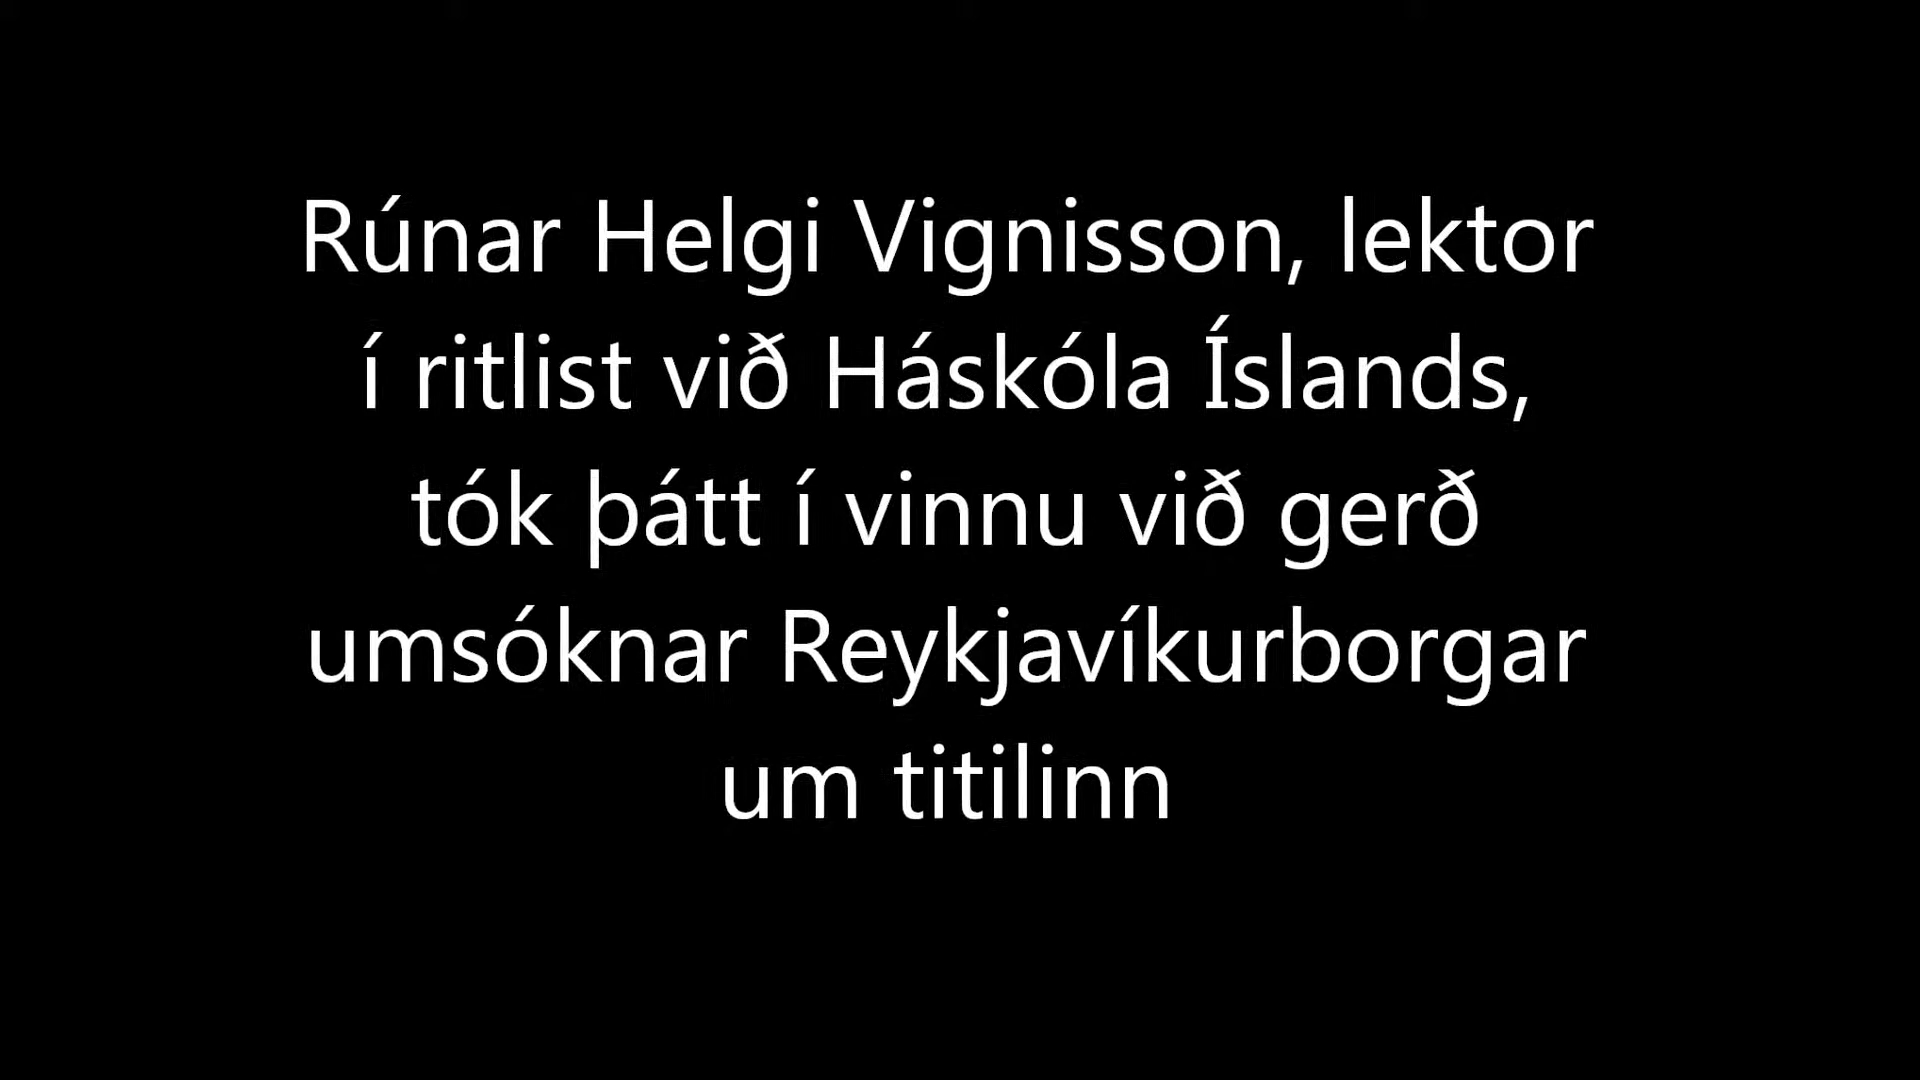 Rúnar Helgi Vignisson, lektor
í ritlist við Háskóla Íslands,
tók þátt í vinnu við gerð
umsóknar Reykjavíkurborgar
um titilinn